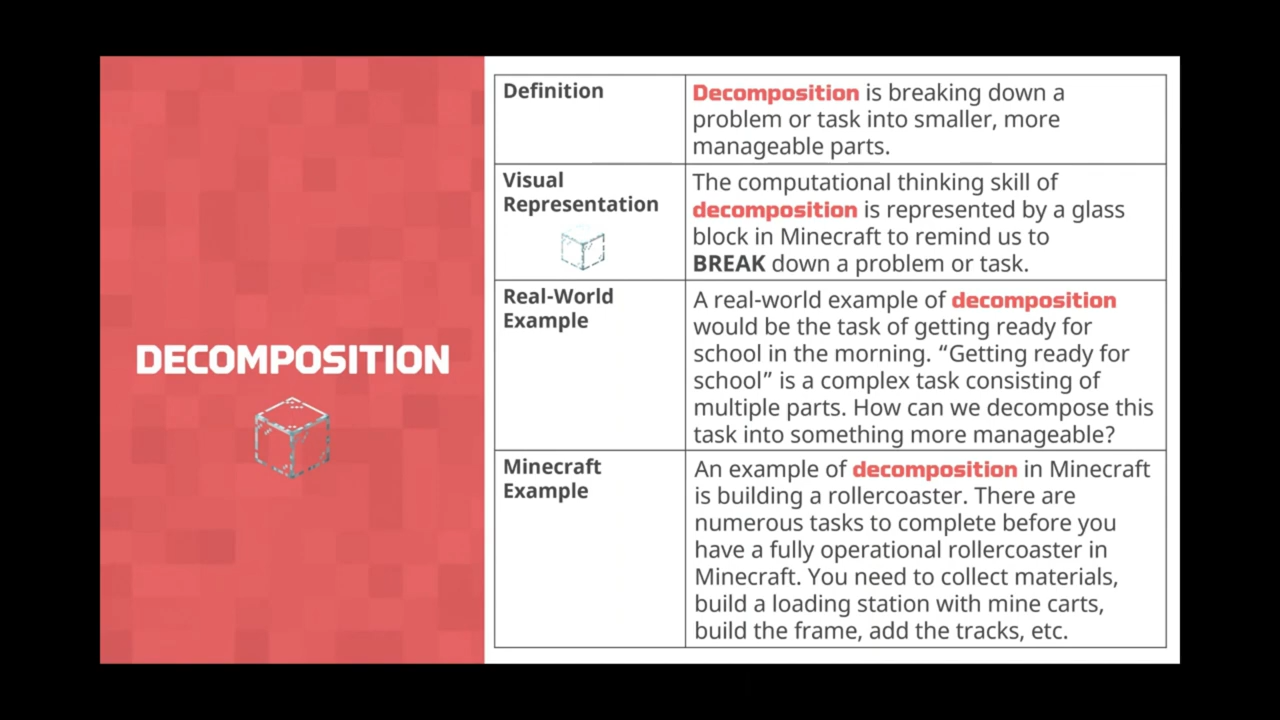 DECOMPOSITION
Definition
Decomposition is breaking down a
problem or task into smaller, more
manageable parts.
Visual
Representation
The computational thinking skill of
decomposition is represented by a glass
block in Minecraft to remind us to
BREAK down a problem or task.
Real-World
Example
A real-world example of decomposition
would be the task of getting ready for
school in the morning. “Getting ready for
school” is a complex task consisting of
multiple parts. How can we decompose this
task into something more manageable?
Minecraft
Example
An example of decomposition in Minecraft
is building a rollercoaster. There are
numerous tasks to complete before you
have a fully operational rollercoaster in
Minecraft. You need to collect materials,
build a loading station with mine carts,
build the frame, add the tracks, etc.